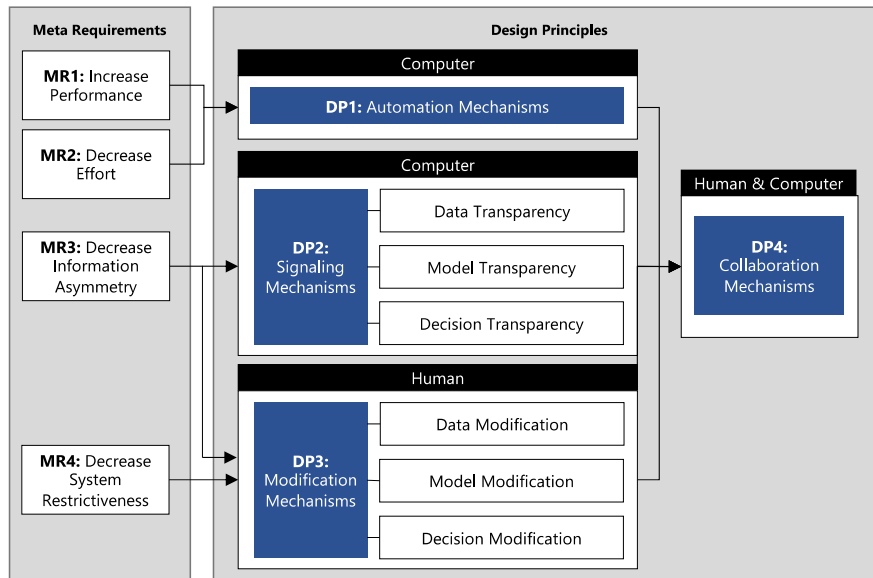 Meta Requirements
MR1: Increase
Performance
MR2: Decrease
Effort
MR3: Decrease
Information
Asymmetry
MR4: Decrease
System
Restrictiveness
Design Principles
Computer
DP1: Automation Mechanisms
Computer
DP2:
Signaling
Mechanisms
Data Transparency
Model Transparency
Decision Transparency
Human
DP3:
Modification
Mechanisms
Data Modification
Model Modification
Decision Modification
Human & Computer
DP4:
Collaboration
Mechanisms